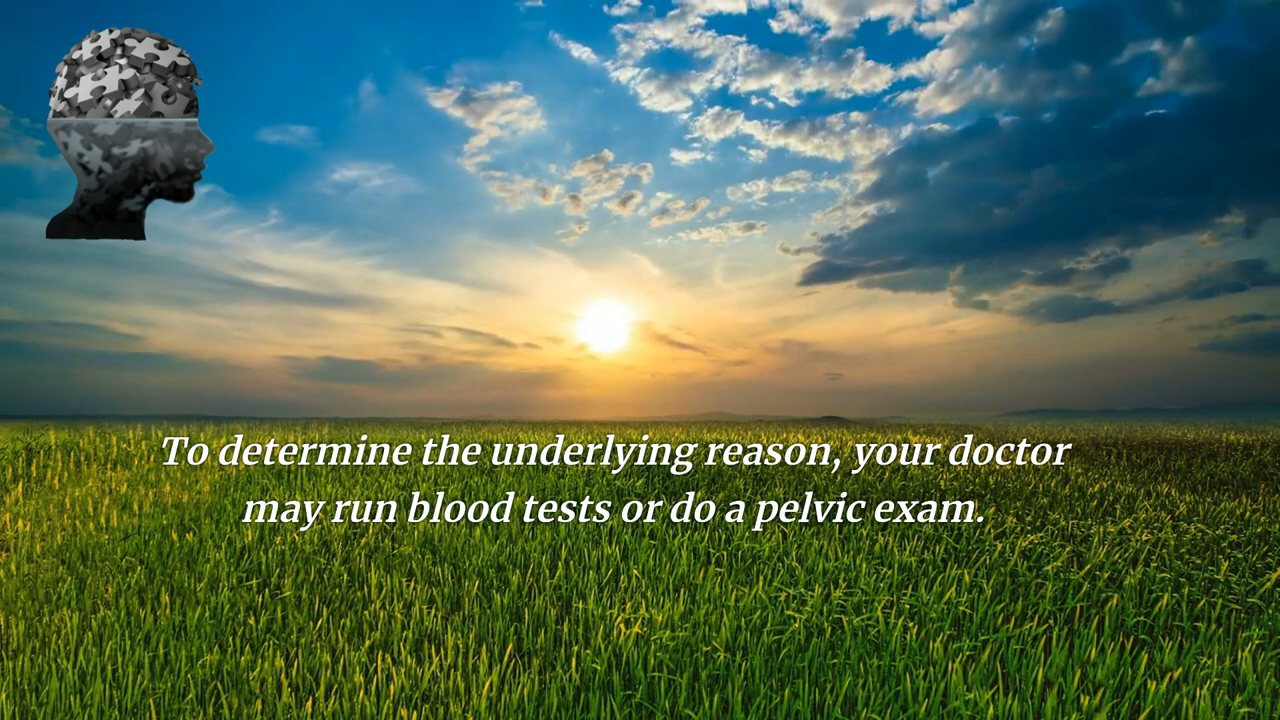 To determine the underlying reason, your doctor
may run blood tests or do a pelvic exam.